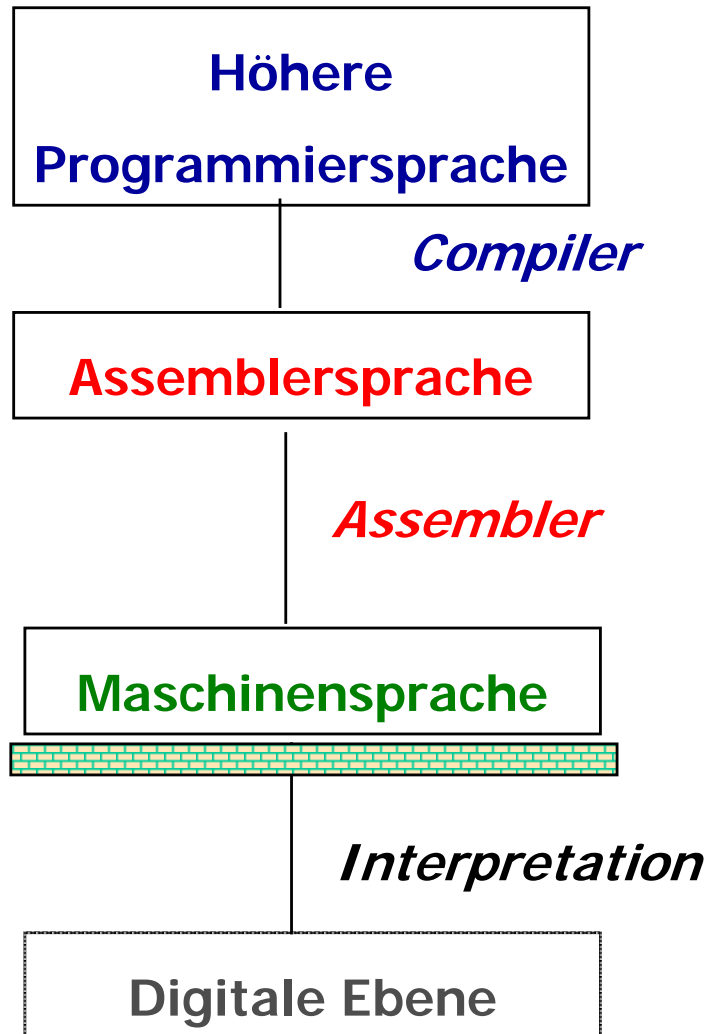 Höhere
Programmiersprache
Compiler
Assemblersprache
Assembler
Maschinensprache
Interpretation
Digitale Ebene